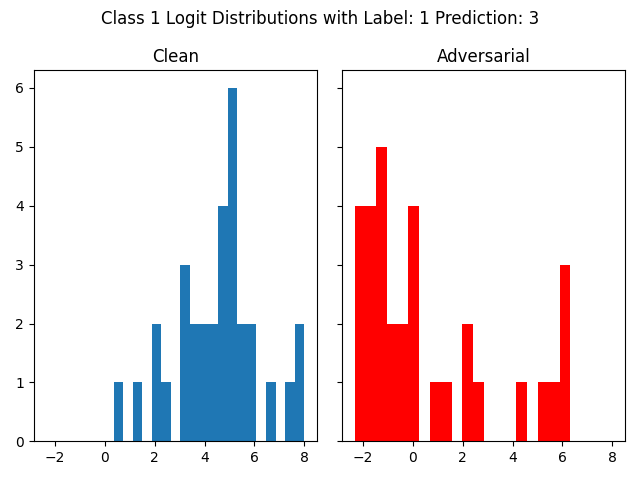 Class 1 Logit Distributions with Label: 1 Prediction: 3
Clean
Adversarial
6
5
4
3
2
1
0
−2 0 2 4 6 8
−2 0 2 4 6 8